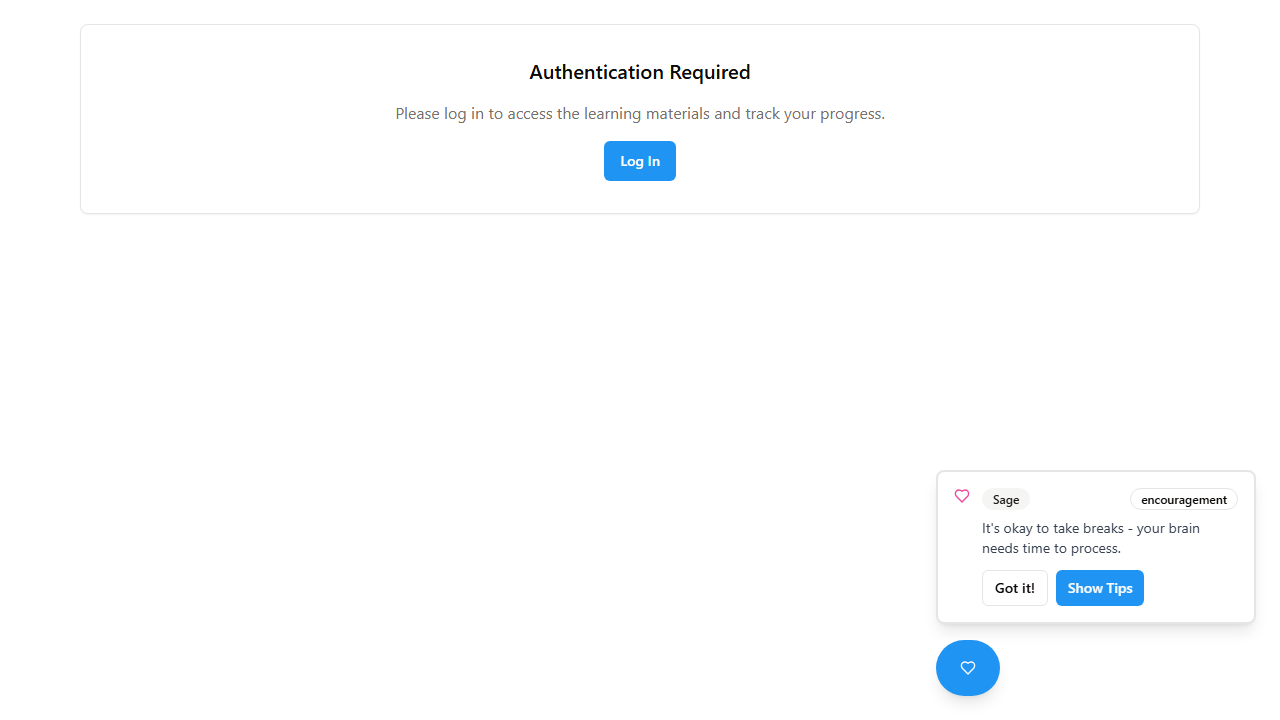 Authentication Required
Please log in to access the learning materials and track your progress.
Log In
Sage
encouragement
It's okay to take breaks - your brain
needs time to process.
Got it!
Show Tips